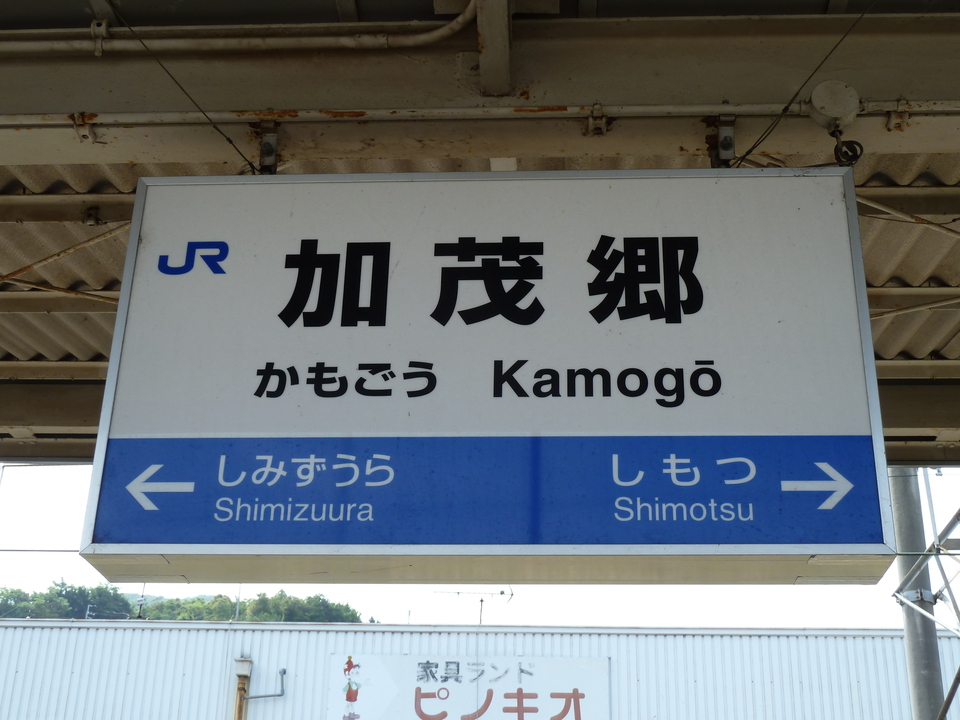 JR 加茂郷
かもごう Kamogō
← しみずうら しもつ →
Shimizuura Shimotsu
家具ランド
ピノキオ